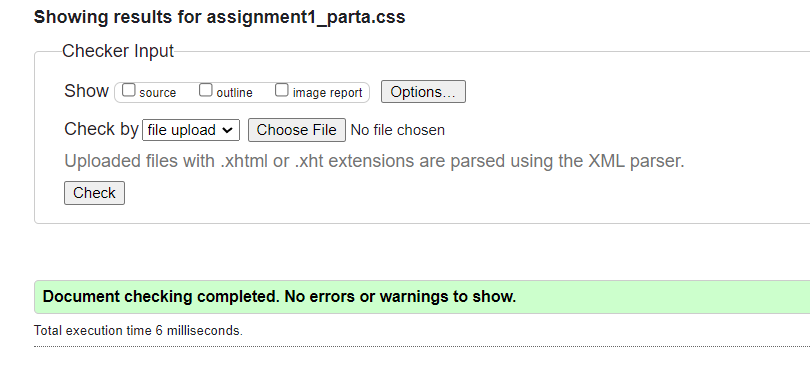 Showing results for assignment1_parta.css
Checker Input
Show source outline image report Options...
Check by file upload Choose File No file chosen
Uploaded files with .xhtml or .xht extensions are parsed using the XML parser.
Check
Document checking completed. No errors or warnings to show.
Total execution time 6 milliseconds.